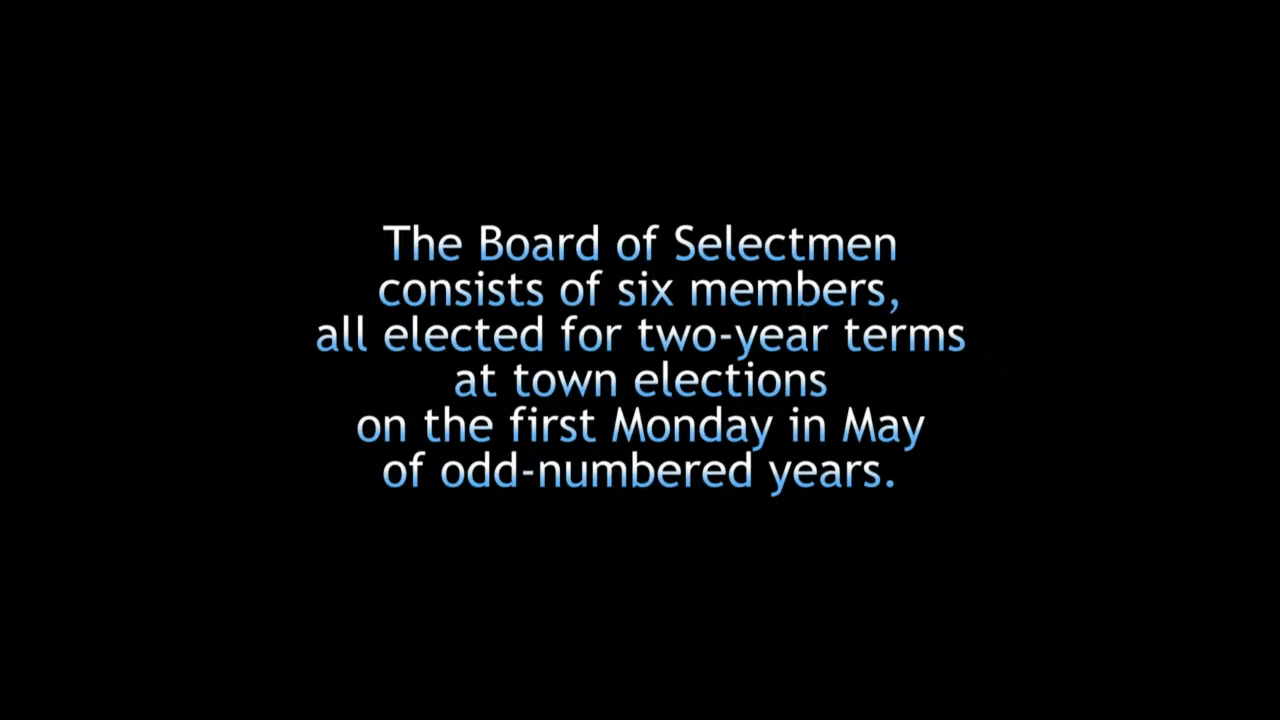 The Board of Selectmen
consists of six members,
all elected for two-year terms
at town elections
on the first Monday in May
of odd-numbered years.